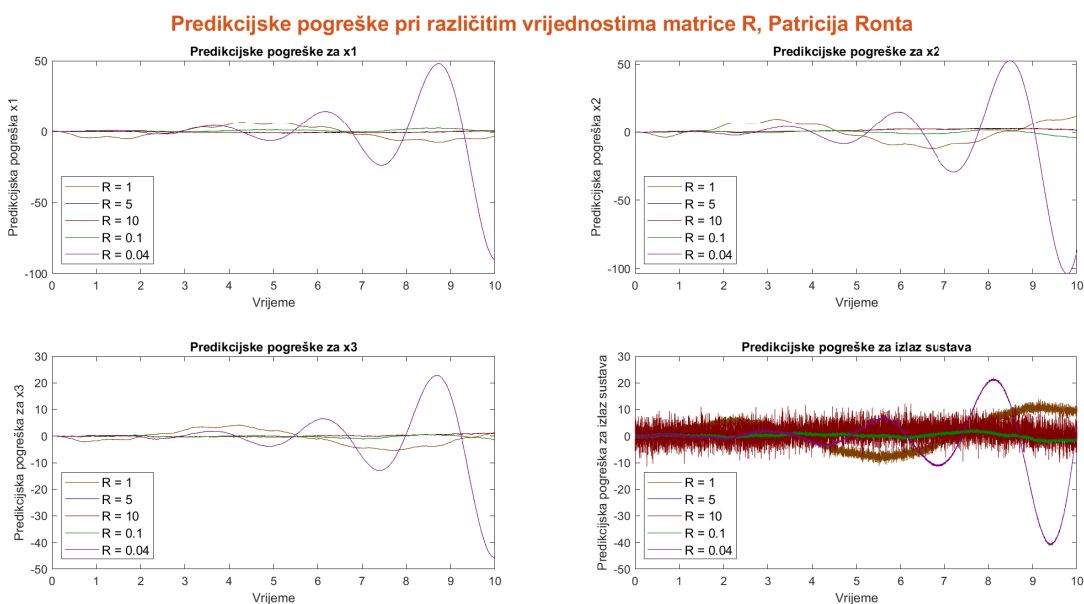 Predikcijske pogreške pri različitim vrijednostima matrice R, Patricija Ronta
Predikcijske pogreške za x1
Predikcijska pogreška x1
50
0
-50
-100
R = 1
R = 5
R = 10
R = 0.1
R = 0.04
0 1 2 3 4 5 6 7 8 9 10
Vrijeme
Predikcijske pogreške za x2
Predikcijska pogreška x2
50
0
-50
-100
R = 1
R = 5
R = 10
R = 0.1
R = 0.04
0 1 2 3 4 5 6 7 8 9 10
Vrijeme
Predikcijske pogreške za x3
Predikcijska pogreška za x3
30
20
10
0
-10
-20
-30
-40
-50
R = 1
R = 5
R = 10
R = 0.1
R = 0.04
0 1 2 3 4 5 6 7 8 9 10
Vrijeme
Predikcijske pogreške za izlaz sustava
Predikcijska pogreška za izlaz sustava
30
20
10
0
-10
-20
-30
-40
-50
R = 1
R = 5
R = 10
R = 0.1
R = 0.04
0 1 2 3 4 5 6 7 8 9 10
Vrijeme